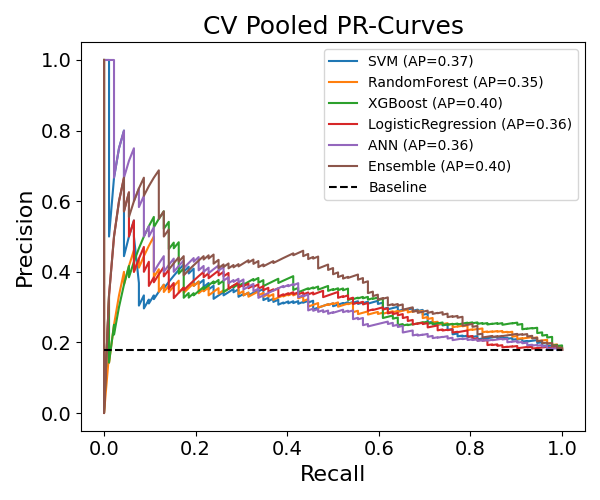 CV Pooled PR-Curves
SVM (AP=0.37)
RandomForest (AP=0.35)
XGBoost (AP=0.40)
LogisticRegression (AP=0.36)
ANN (AP=0.36)
Ensemble (AP=0.40)
Baseline
Precision
1.0
0.8
0.6
0.4
0.2
0.0
0.0 0.2 0.4 0.6 0.8 1.0
Recall